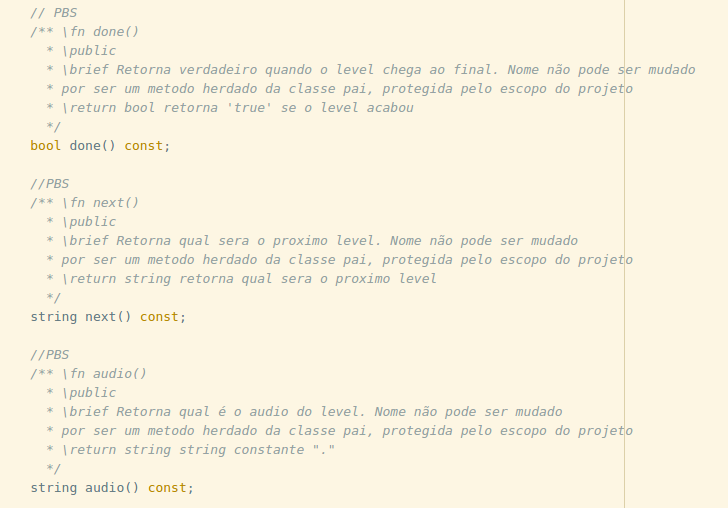 // PBS
/** \fn done()
* \public
* \brief Retorna verdadeiro quando o level chega ao final. Nome não pode ser mudado
* por ser um metodo herdado da classe pai, protegida pelo escopo do projeto
* \return bool retorna 'true' se o level acabou
*/
bool done() const;
//PBS
/** \fn next()
* \public
* \brief Retorna qual sera o proximo level. Nome não pode ser mudado
* por ser um metodo herdado da classe pai, protegida pelo escopo do projeto
* \return string retorna qual sera o proximo level
*/
string next() const;
//PBS
/** \fn audio()
* \public
* \brief Retorna qual é o audio do level. Nome não pode ser mudado
* por ser um metodo herdado da classe pai, protegida pelo escopo do projeto
* \return string string constante "."
*/
string audio() const;